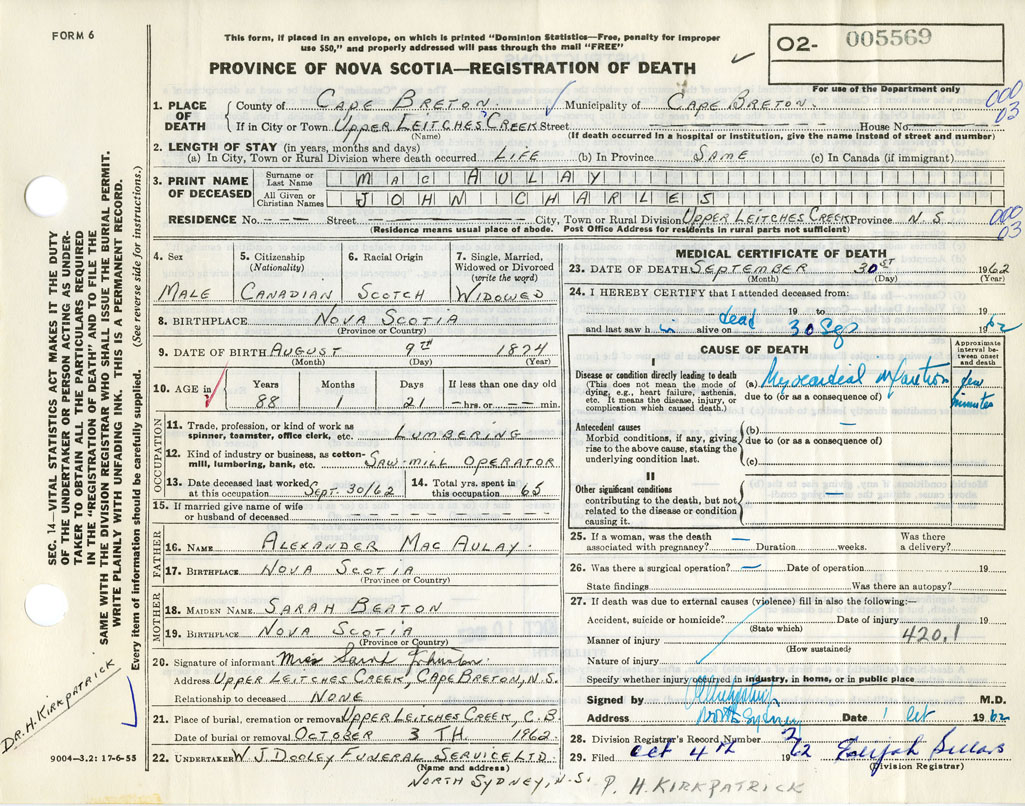 FORM 6
This form, if placed in an envelope, on which is printed "Dominion Statistics—Free, penalty for improper
use $50," and properly addressed will pass through the mail "FREE"
PROVINCE OF NOVA SCOTIA—REGISTRATION OF DEATH
02- 005569
For use of the Department only
1. PLACE OF DEATH
County of CAPE BRETON. Municipality of CAPE BRETON.
000
03
If in City or Town UPPER LEITCHES CREEK Street House No.
(Name) (If death occurred in a hospital or institution, give the name instead of street and number)
2. LENGTH OF STAY (in years, months and days)
(a) In City, Town or Rural Division where death occurred LIFE (b) In Province SAME (c) In Canada (if immigrant)
3. PRINT NAME OF DECEASED
Surname or Last Name MAC AULAY
All Given or Christian Names JOHN CHARLES
RESIDENCE No. — — Street — City, Town or Rural Division UPPER LEITCHES CREEK Province N.S.
000
03
(Residence means usual place of abode. Post Office Address for residents in rural parts not sufficient)
4. Sex
MALE
5. Citizenship
(Nationality)
CANADIAN
6. Racial Origin
SCOTCH
7. Single, Married, Widowed or Divorced
(write the word)
WIDOWED
8. BIRTHPLACE NOVA SCOTIA
(Province or Country)
9. DATE OF BIRTH AUGUST 9TH 1874
(Month) (Day) (Year)
10. AGE in
Years Months Days If less than one day old
88 1 21 — hrs. or — min.
OCCUPATION
11. Trade, profession, or kind of work as
spinner, teamster, office clerk, etc. LUMBERING
12. Kind of industry or business, as cotton-
mill, lumbering, bank, etc. SAW-MILL OPERATOR
13. Date deceased last worked
at this occupation SEPT. 30/62
14. Total yrs. spent in
this occupation 65
15. If married give name of wife
or husband of deceased — — — — — —
FATHER
16. NAME ALEXANDER MAC AULAY.
17. BIRTHPLACE NOVA SCOTIA
(Province or Country)
MOTHER
18. MAIDEN NAME SARAH BEATON
19. BIRTHPLACE NOVA SCOTIA
(Province or Country)
20. Signature of informant Johnston.
Address UPPER LEITCHES CREEK, CAPE BRETON, N.S.
Relationship to deceased NONE
21. Place of burial, cremation or removal UPPER LEITCHES CREEK, C.B.
Date of burial or removal OCTOBER 3 TH. 1962.
22. UNDERTAKER W.J. DOOLEY FUNERAL SERVICE LTD.
(Name and address)
NORTH SYDNEY, N.S. P. H. KIRKPATRICK
MEDICAL CERTIFICATE OF DEATH
23. DATE OF DEATH SEPTEMBER 30ST 1962
(Month) (Day) (Year)
24. I HEREBY CERTIFY that I attended deceased from:
19 to 19
dead
and last saw him alive on 30 Sep 1962
CAUSE OF DEATH
Approximate interval between onset and death
I
Disease or condition directly leading to death
(This does not mean the mode of
dying, e.g., heart failure, asthenia,
etc. It means the disease, injury, or
complication which caused death.)
(a) Myocardial infarction few minutes
due to (or as a consequence of)
Antecedent causes
Morbid conditions, if any, giving
rise to the above cause, stating the
underlying condition last.
(b) —
due to (or as a consequence of)
(c)
II
Other significant conditions
contributing to the death, but not
related to the disease or condition
causing it.
—
25. If a woman, was the death
associated with pregnancy? — Duration weeks. Was there
a delivery?
26. Was there a surgical operation? — Date of operation 19
State findings Was there an autopsy?
27. If death was due to external causes (violence) fill in also the following:—
Accident, suicide or homicide? Date of injury 19
(State which)
Manner of injury 420.1
(How sustained)
Nature of injury
Specify whether injury occurred in industry, in home, or in public place
Signed by M.D.
Address North Sydney Date 1 Oct 1962
28. Division Registrar's Record Number
29. Filed Oct 4TH 1962 Elijah
(Division Registrar)
SEC. 14—VITAL STATISTICS ACT MAKES IT THE DUTY
OF THE UNDERTAKER OR PERSON ACTING AS UNDER-
TAKER TO OBTAIN ALL THE PARTICULARS REQUIRED
IN THE "REGISTRATION OF DEATH" AND TO FILE THE
SAME WITH THE DIVISION REGISTRAR WHO SHALL ISSUE THE BURIAL PERMIT.
WRITE PLAINLY WITH UNFADING INK. THIS IS A PERMANENT RECORD.
Every item of information should be carefully supplied. (See reverse side for instructions.)
DR. H. KIRKPATRICK
9004—3.2: 17-6-55